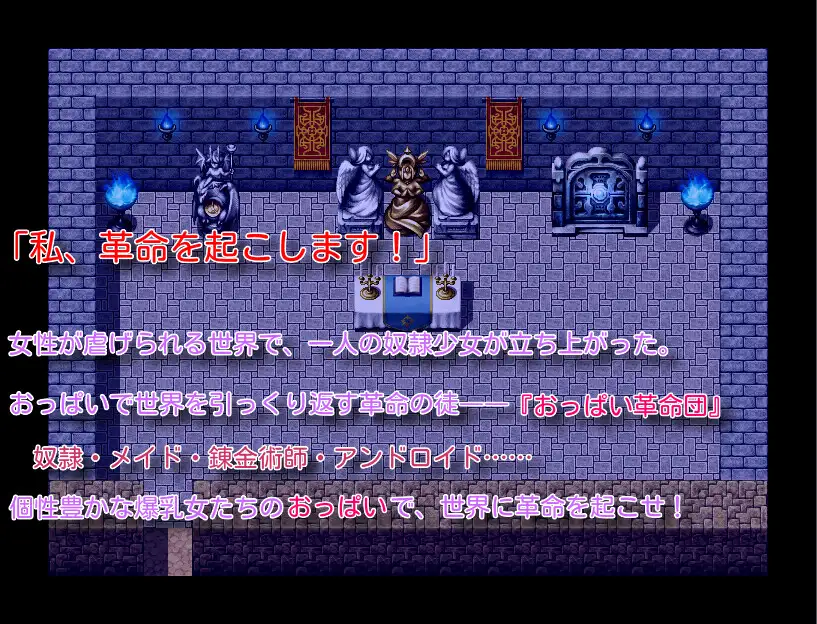 「私、革命を起こします！」
女性が虐げられる世界で、一人の奴隷少女が立ち上がった。
おっぱいで世界を引っくり返す革命の徒――『おっぱい革命団』
奴隷・メイド・錬金術師・アンドロイド……
個性豊かな爆乳女たちのおっぱいで、世界に革命を起こせ！